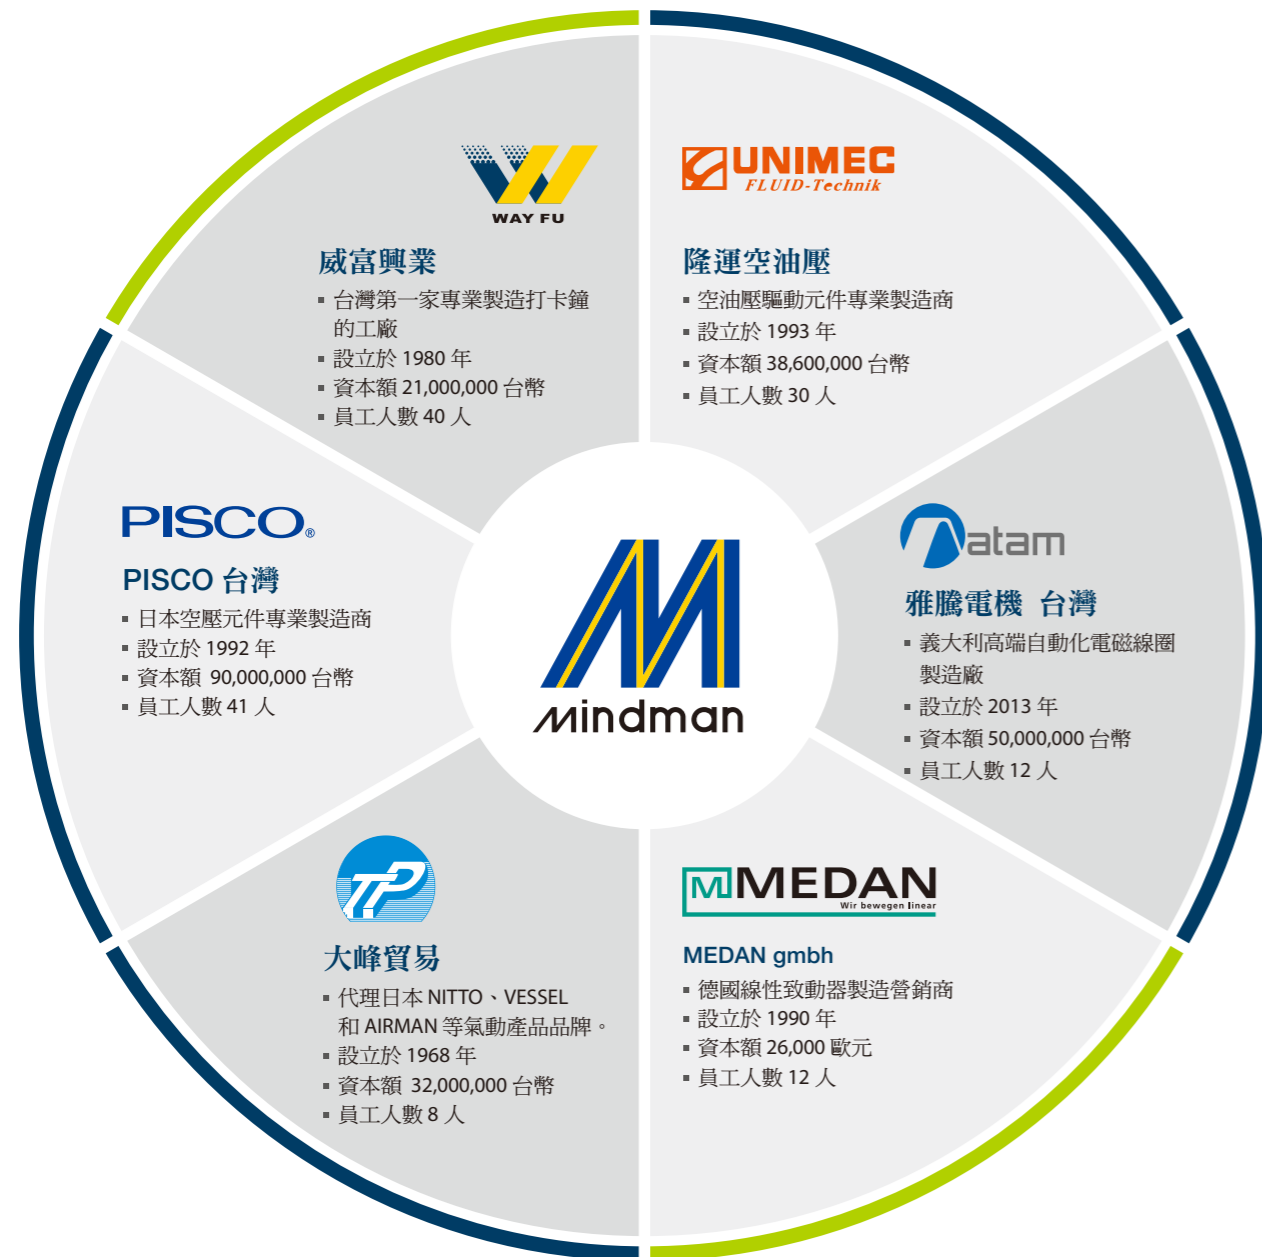 WAY FU
威富興業
▪ 台灣第一家專業製造打卡鐘
的工廠
▪ 設立於 1980 年
▪ 資本額 21,000,000 台幣
▪ 員工人數 40 人
UNIMEC
FLUID-Technik
隆運空油壓
▪ 空油壓驅動元件專業製造商
▪ 設立於 1993 年
▪ 資本額 38,600,000 台幣
▪ 員工人數 30 人
PISCO®
PISCO 台灣
▪ 日本空壓元件專業製造商
▪ 設立於 1992 年
▪ 資本額 90,000,000 台幣
▪ 員工人數 41 人
Mindman
atam
雅騰電機 台灣
▪ 義大利高端自動化電磁線圈
製造廠
▪ 設立於 2013 年
▪ 資本額 50,000,000 台幣
▪ 員工人數 12 人
TP
大峰貿易
▪ 代理日本 NITTO、VESSEL
和 AIRMAN 等氣動產品品牌。
▪ 設立於 1968 年
▪ 資本額 32,000,000 台幣
▪ 員工人數 8 人
M MEDAN
Wir bewegen linear
MEDAN gmbh
▪ 德國線性致動器製造營銷商
▪ 設立於 1990 年
▪ 資本額 26,000 歐元
▪ 員工人數 12 人